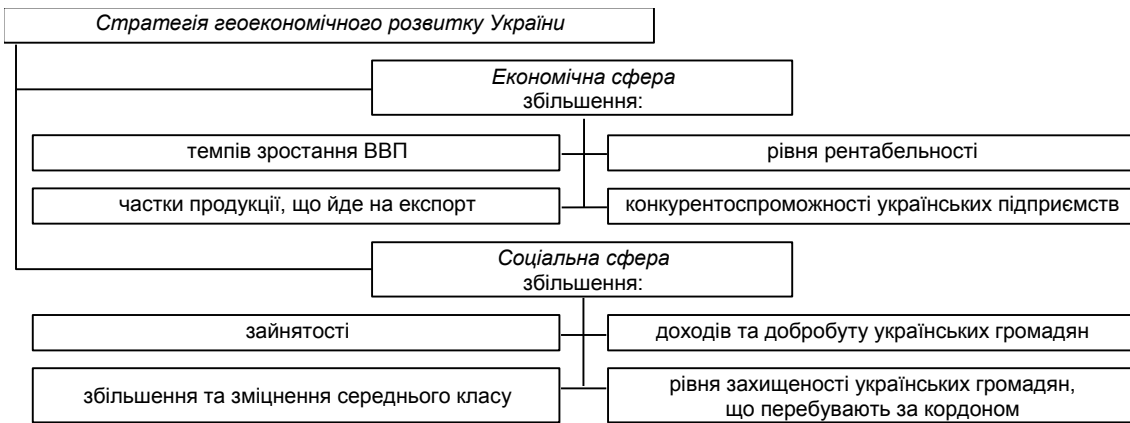 Стратегія геоекономічного розвитку України
Економічна сфера
збільшення:
темпів зростання ВВП
рівня рентабельності
частки продукції, що йде на експорт
конкурентоспроможності українських підприємств
Соціальна сфера
збільшення:
зайнятості
доходів та добробуту українських громадян
збільшення та зміцнення середнього класу
рівня захищеності українських громадян,
що перебувають за кордоном